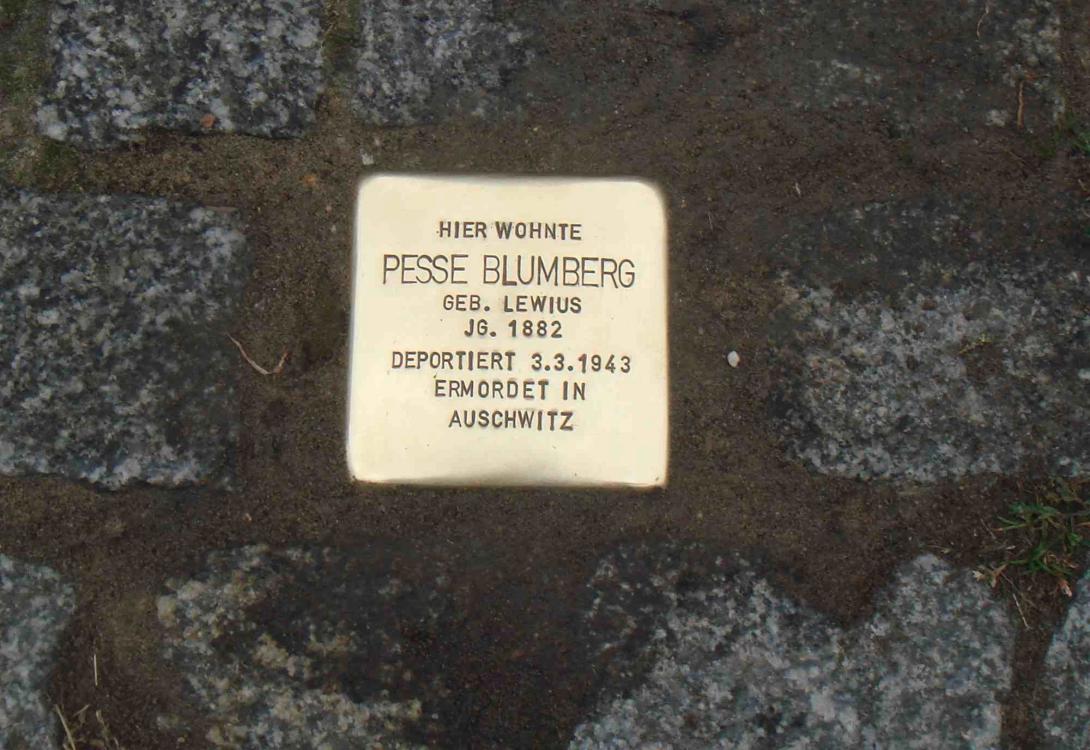 HIER WOHNTE
PESSE BLUMBERG
GEB. LEWIUS
JG. 1882
DEPORTIERT 3.3.1943
ERMORDET IN
AUSCHWITZ